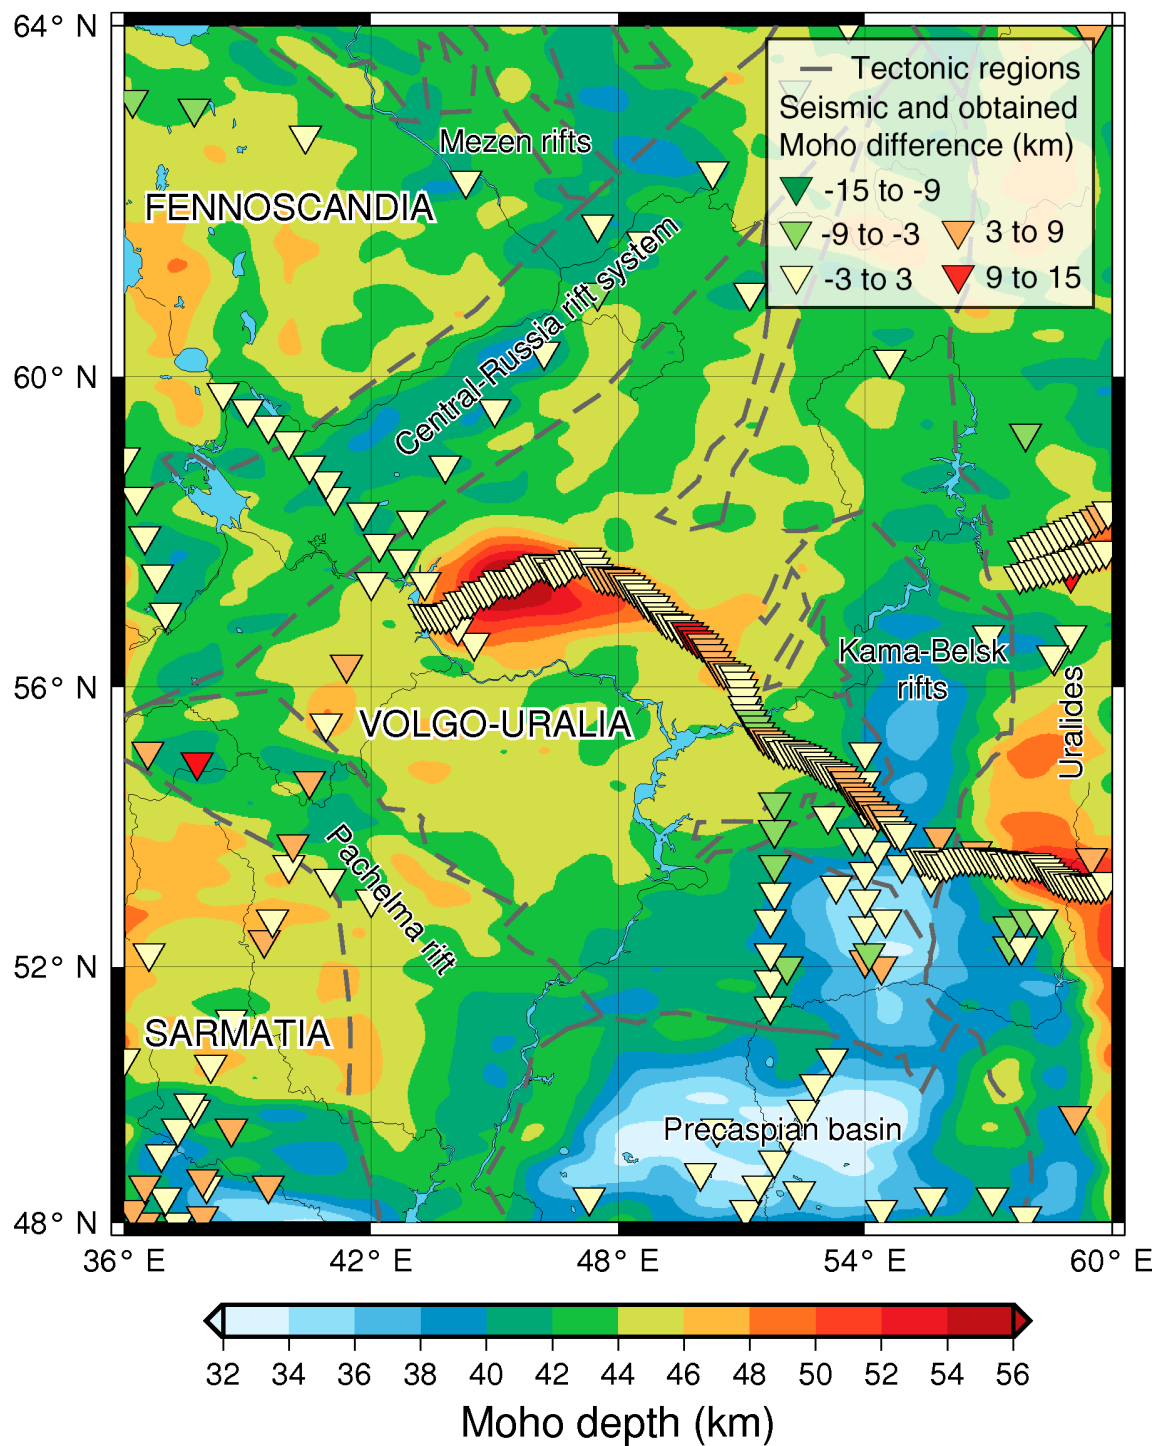 64° N
60° N
56° N
52° N
48° N
36° E
42° E
48° E
54° E
60° E
Tectonic regions
Seismic and obtained
Moho difference (km)
-15 to -9
-9 to -3
3 to 9
-3 to 3
9 to 15
Mezen rifts
FENNOSCANDIA
Central-Russia rift system
Kama-Belsk
rifts
Uralides
VOLGO-URALIA
Pachelma rift
SARMATIA
Precaspian basin
32
34
36
38
40
42
44
46
48
50
52
54
56
Moho depth (km)